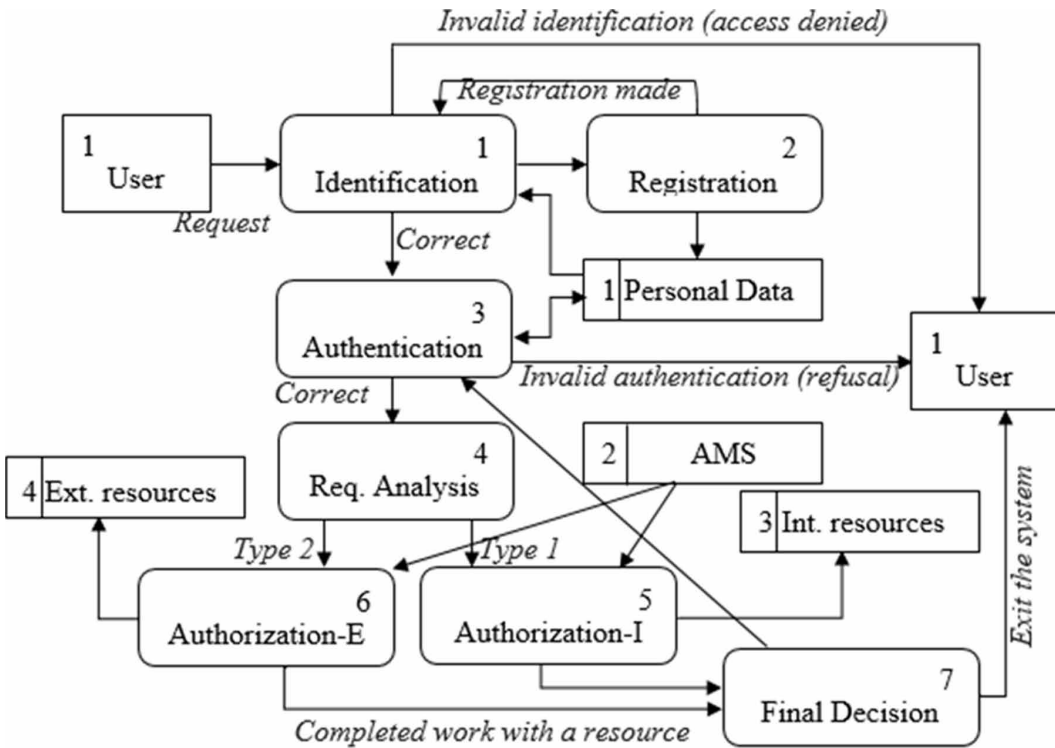 Invalid identification (access denied)
Registration made
1
User
1
Identification
2
Registration
Request
Correct
1 Personal Data
3
Authentication
1
User
Invalid authentication (refusal)
Correct
4
Req. Analysis
2 AMS
4 Ext. resources
3 Int. resources
Type 2
Type 1
Exit the system
6
Authorization-E
5
Authorization-I
7
Final Decision
Completed work with a resource